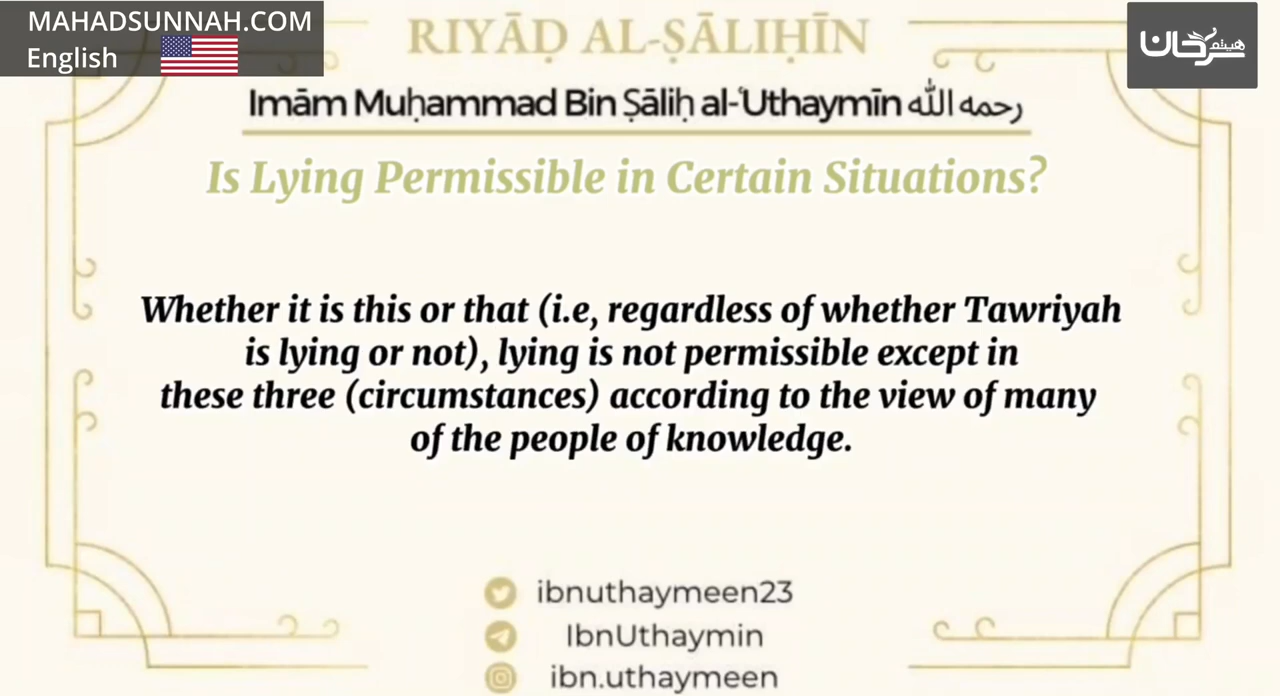 MAHADSUNNAH.COM
English
هيثم سرحان
RIYĀḌ AL-ṢĀLIḤĪN
Imām Muḥammad Bin Ṣāliḥ al-ʿUthaymīn رحمه الله
Is Lying Permissible in Certain Situations?
Whether it is this or that (i.e, regardless of whether Tawriyah
is lying or not), lying is not permissible except in
these three (circumstances) according to the view of many
of the people of knowledge.
ibnuthaymeen23
IbnUthaymin
ibn.uthaymeen